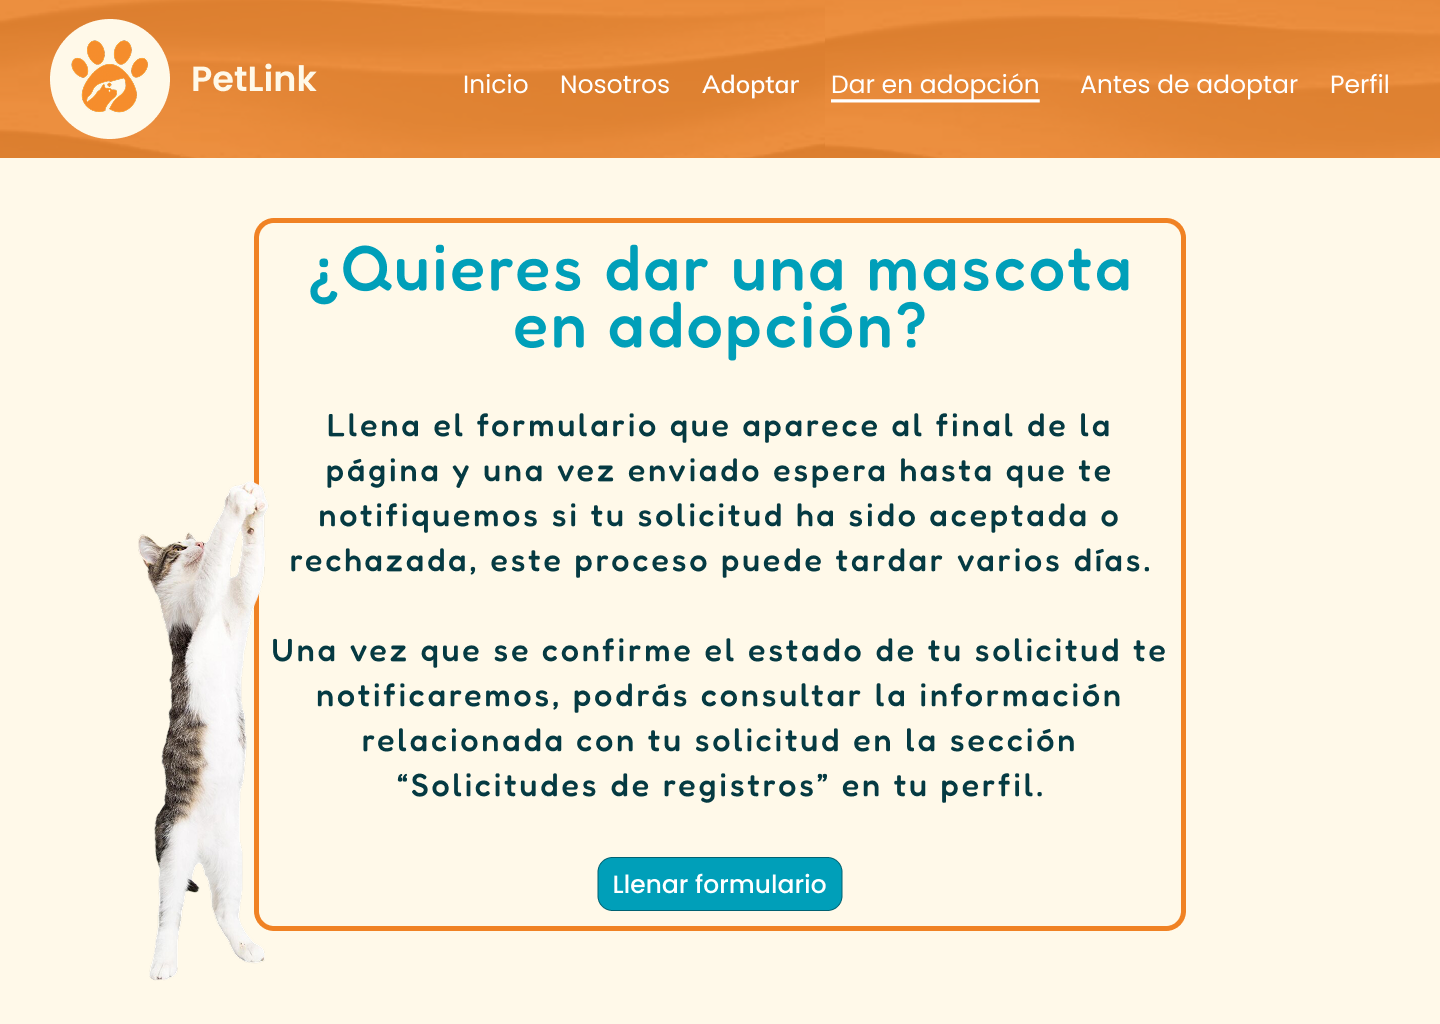 PetLink
Inicio Nosotros Adoptar Dar en adopción Antes de adoptar Perfil
¿Quieres dar una mascota
en adopción?
Llena el formulario que aparece al final de la
página y una vez enviado espera hasta que te
notifiquemos si tu solicitud ha sido aceptada o
rechazada, este proceso puede tardar varios días.
Una vez que se confirme el estado de tu solicitud te
notificaremos, podrás consultar la información
relacionada con tu solicitud en la sección
“Solicitudes de registros” en tu perfil.
Llenar formulario